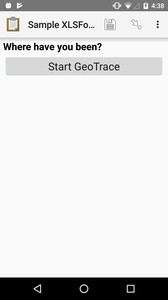 4:38
Sample XLSFo...
Where have you been?
Start GeoTrace